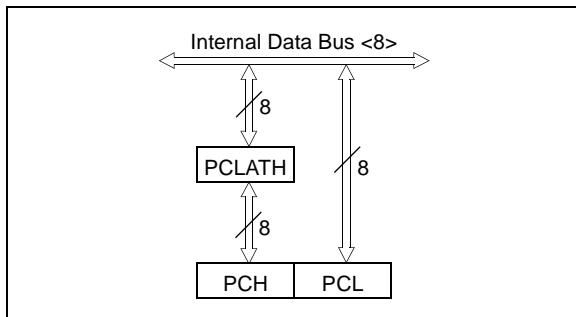 Internal Data Bus <8>
8
PCLATH
8
8
PCH PCL